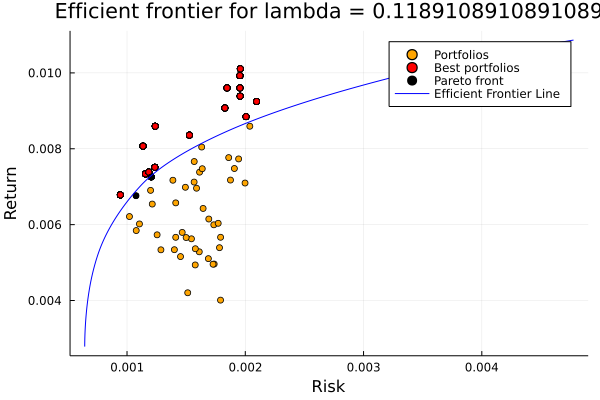 Efficient frontier for lambda = 0.1189108910891089
Portfolios
Best portfolios
Pareto front
Efficient Frontier Line
Return
0.010
0.008
0.006
0.004
0.001 0.002 0.003 0.004
Risk